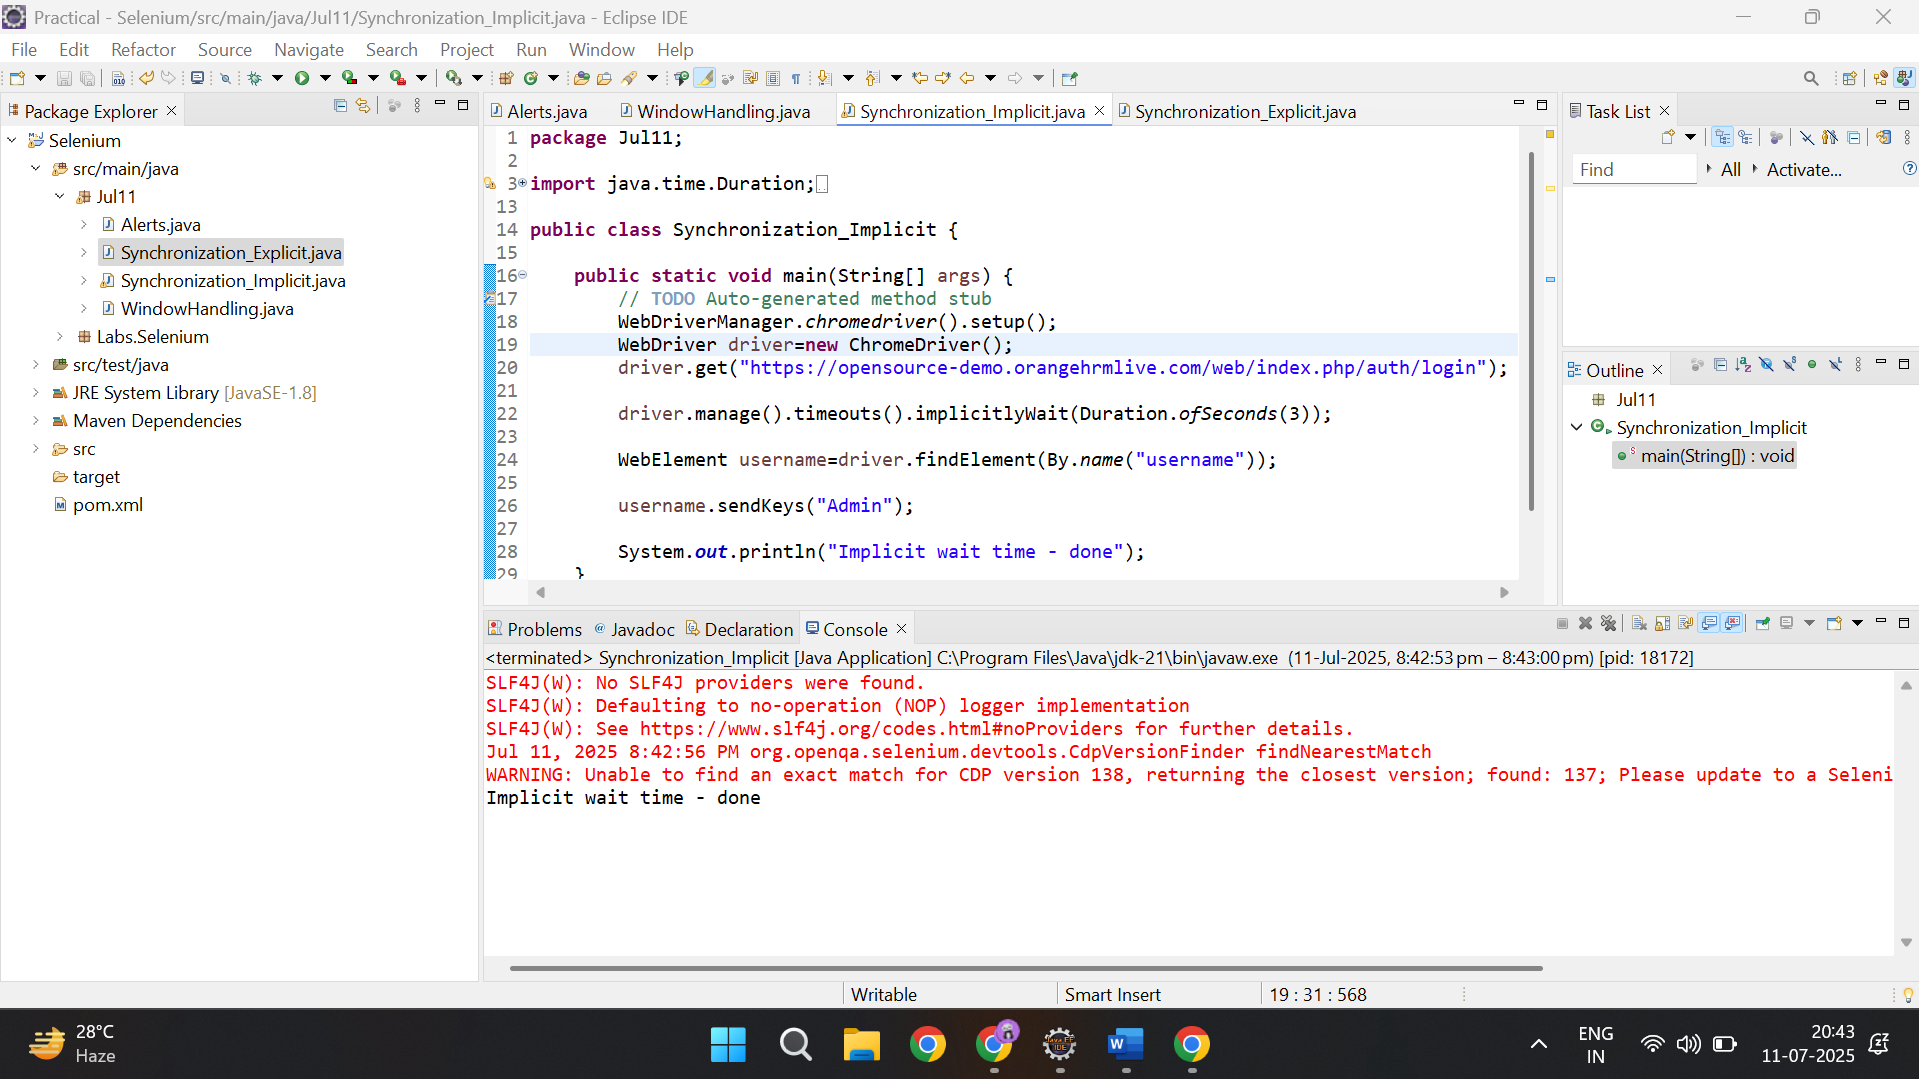 Practical - Selenium/src/main/java/Jul11/Synchronization_Implicit.java - Eclipse IDE
File Edit Refactor Source Navigate Search Project Run Window Help
Package Explorer
Selenium
src/main/java
Jul11
Alerts.java
Synchronization_Explicit.java
Synchronization_Implicit.java
WindowHandling.java
Labs.Selenium
src/test/java
JRE System Library [JavaSE-1.8]
Maven Dependencies
src
target
pom.xml
Alerts.java WindowHandling.java Synchronization_Implicit.java Synchronization_Explicit.java
1 package Jul11;
2
3 import java.time.Duration;
13
14 public class Synchronization_Implicit {
15
16 public static void main(String[] args) {
17 // TODO Auto-generated method stub
18 WebDriverManager.chromedriver().setup();
19 WebDriver driver=new ChromeDriver();
20 driver.get("https://opensource-demo.orangehrmlive.com/web/index.php/auth/login");
21
22 driver.manage().timeouts().implicitlyWait(Duration.ofSeconds(3));
23
24 WebElement username=driver.findElement(By.name("username"));
25
26 username.sendKeys("Admin");
27
28 System.out.println("Implicit wait time - done");
29 }
Task List
Find All Activate...
Outline
Jul11
Synchronization_Implicit
main(String[]) : void
Problems Javadoc Declaration Console
<terminated> Synchronization_Implicit [Java Application] C:\Program Files\Java\jdk-21\bin\javaw.exe (11-Jul-2025, 8:42:53 pm – 8:43:00 pm) [pid: 18172]
SLF4J(W): No SLF4J providers were found.
SLF4J(W): Defaulting to no-operation (NOP) logger implementation
SLF4J(W): See https://www.slf4j.org/codes.html#noProviders for further details.
Jul 11, 2025 8:42:56 PM org.openqa.selenium.devtools.CdpVersionFinder findNearestMatch
WARNING: Unable to find an exact match for CDP version 138, returning the closest version; found: 137; Please update to a Seleni
Implicit wait time - done
Writable Smart Insert 19 : 31 : 568
28°C
Haze
ENG
IN
20:43
11-07-2025